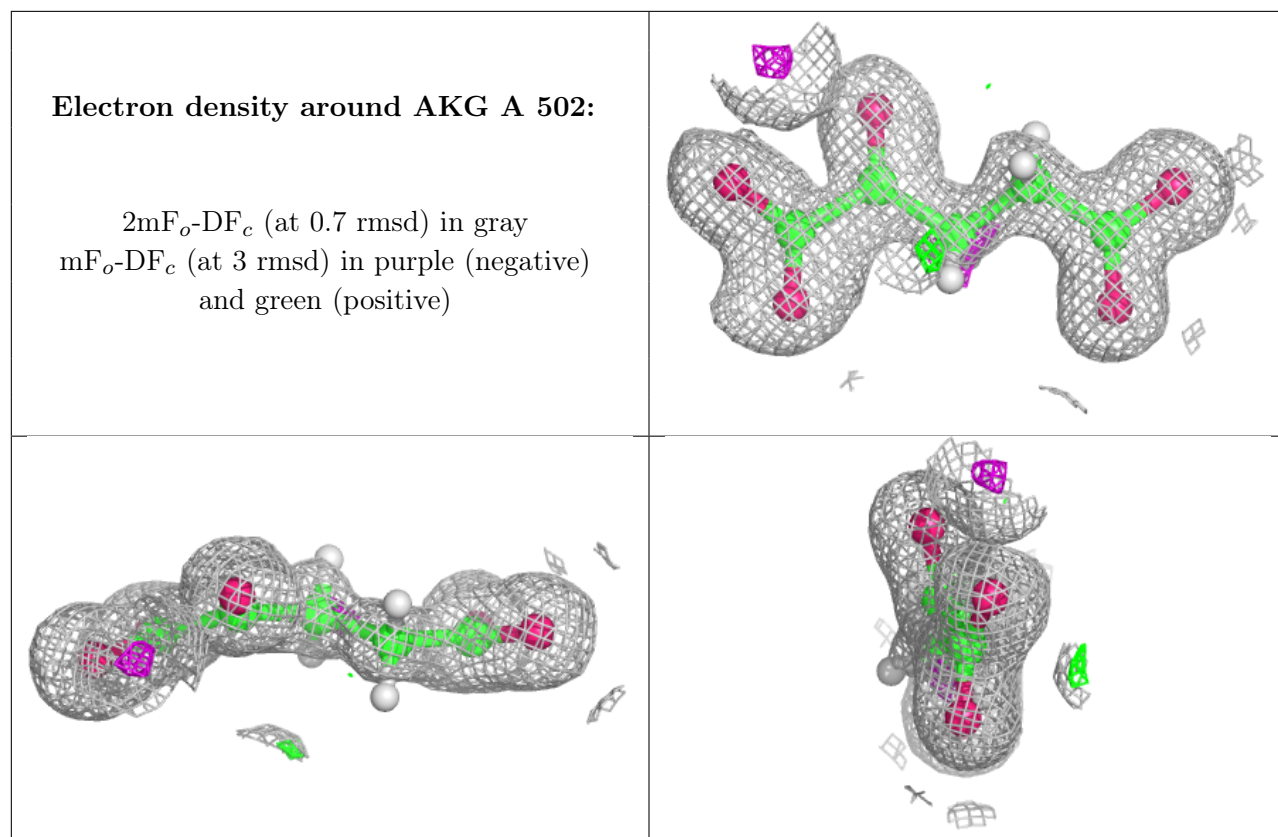 Electron density around AKG A 502:
2mFo-DFc (at 0.7 rmsd) in gray
mFo-DFc (at 3 rmsd) in purple (negative)
and green (positive)